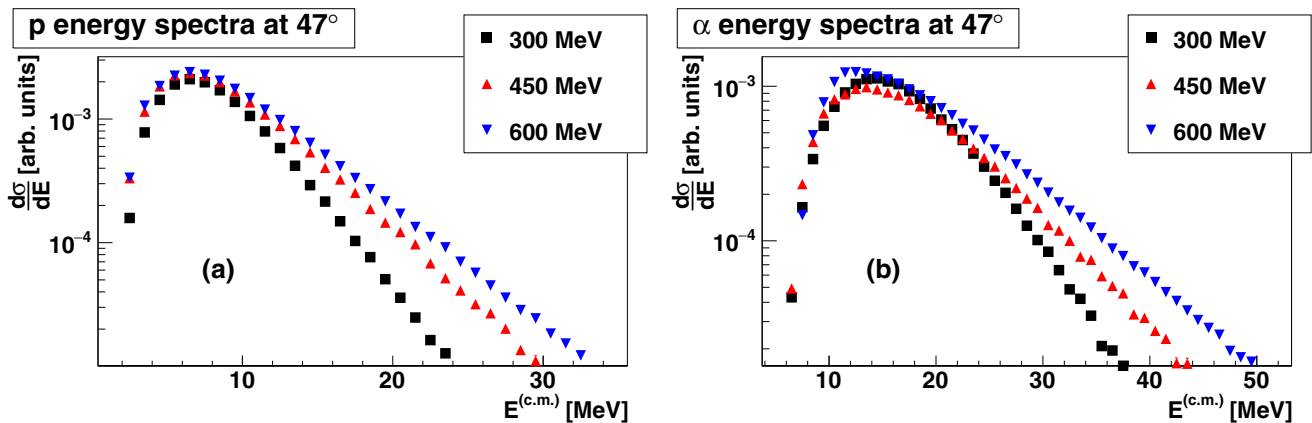 p energy spectra at 47°
300 MeV
450 MeV
600 MeV
dσ/dE [arb. units]
10⁻³
10⁻⁴
(a)
10
20
30
E(c.m.) [MeV]
α energy spectra at 47°
300 MeV
450 MeV
600 MeV
dσ/dE [arb. units]
10⁻³
10⁻⁴
(b)
10
20
30
40
50
E(c.m.) [MeV]